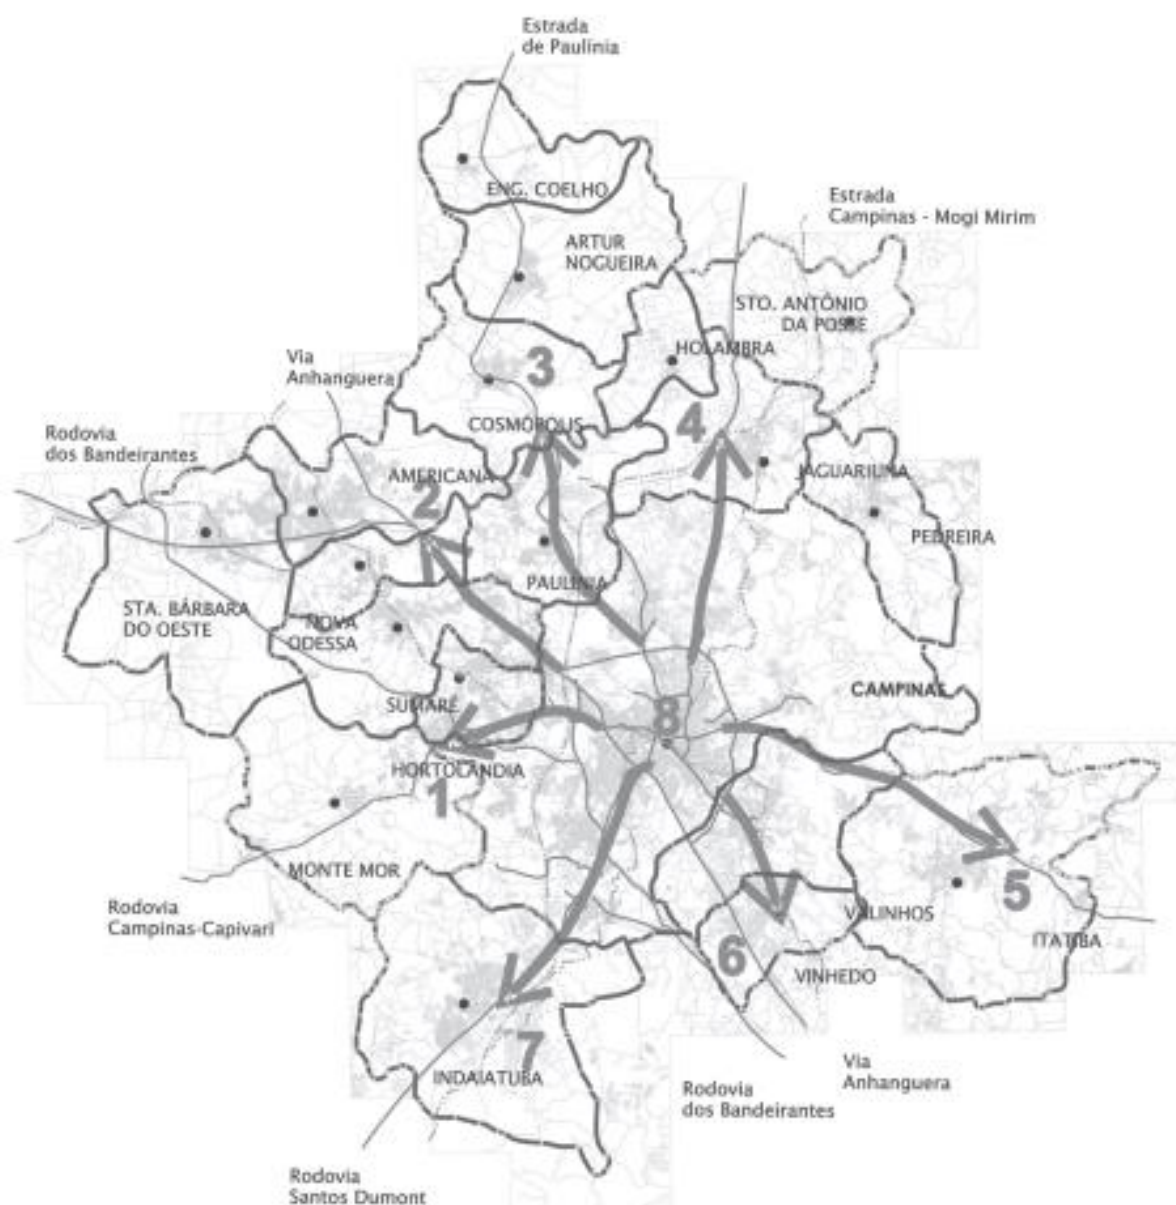 Estrada
de Paulínia
ENG. COELHO
Estrada
Campinas - Mogi Mirim
ARTUR
NOGUEIRA
STO. ANTÔNIO
DA POSSE
HOLAMBRA
Via
Anhanguera
3
COSMÓPOLIS
4
Rodovia
dos Bandeirantes
AMERICANA
2
JAGUARIUNA
PEDREIRA
PAULÍNIA
STA. BÁRBARA
DO OESTE
NOVA
ODESSA
CAMPINAS
SUMARÉ
8
HORTOLANDIA
1
MONTE MOR
5
Rodovia
Campinas-Capivari
VALINHOS
ITATIBA
6
VINHEDO
7
INDAIATUBA
Via
Anhanguera
Rodovia
dos Bandeirantes
Rodovia
Santos Dumont